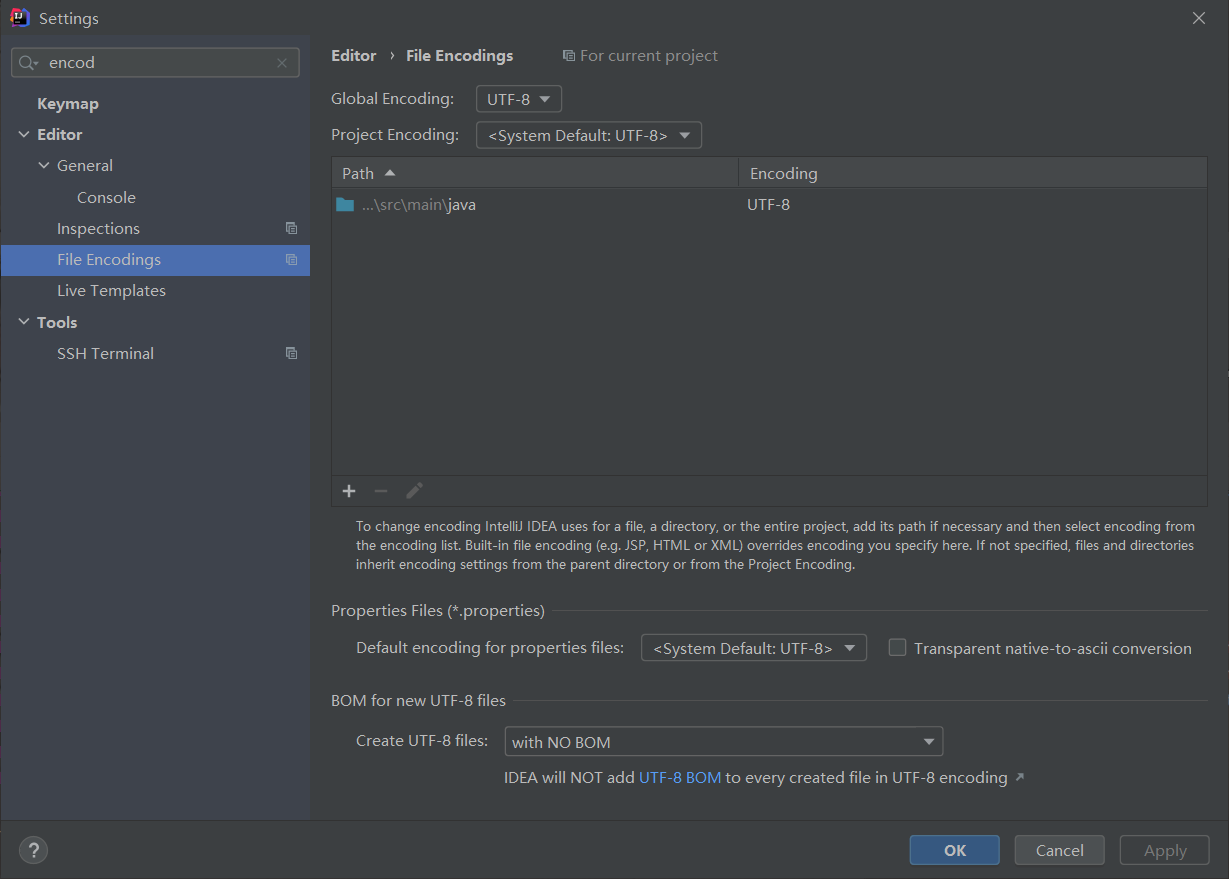 Settings
encod
Keymap
Editor
General
Console
Inspections
File Encodings
Live Templates
Tools
SSH Terminal
Editor › File Encodings For current project
Global Encoding: UTF-8
Project Encoding: <System Default: UTF-8>
Path Encoding
...\src\main\java UTF-8
To change encoding IntelliJ IDEA uses for a file, a directory, or the entire project, add its path if necessary and then select encoding from
the encoding list. Built-in file encoding (e.g. JSP, HTML or XML) overrides encoding you specify here. If not specified, files and directories
inherit encoding settings from the parent directory or from the Project Encoding.
Properties Files (*.properties)
Default encoding for properties files: <System Default: UTF-8> Transparent native-to-ascii conversion
BOM for new UTF-8 files
Create UTF-8 files: with NO BOM
IDEA will NOT add UTF-8 BOM to every created file in UTF-8 encoding ↗
? OK Cancel Apply